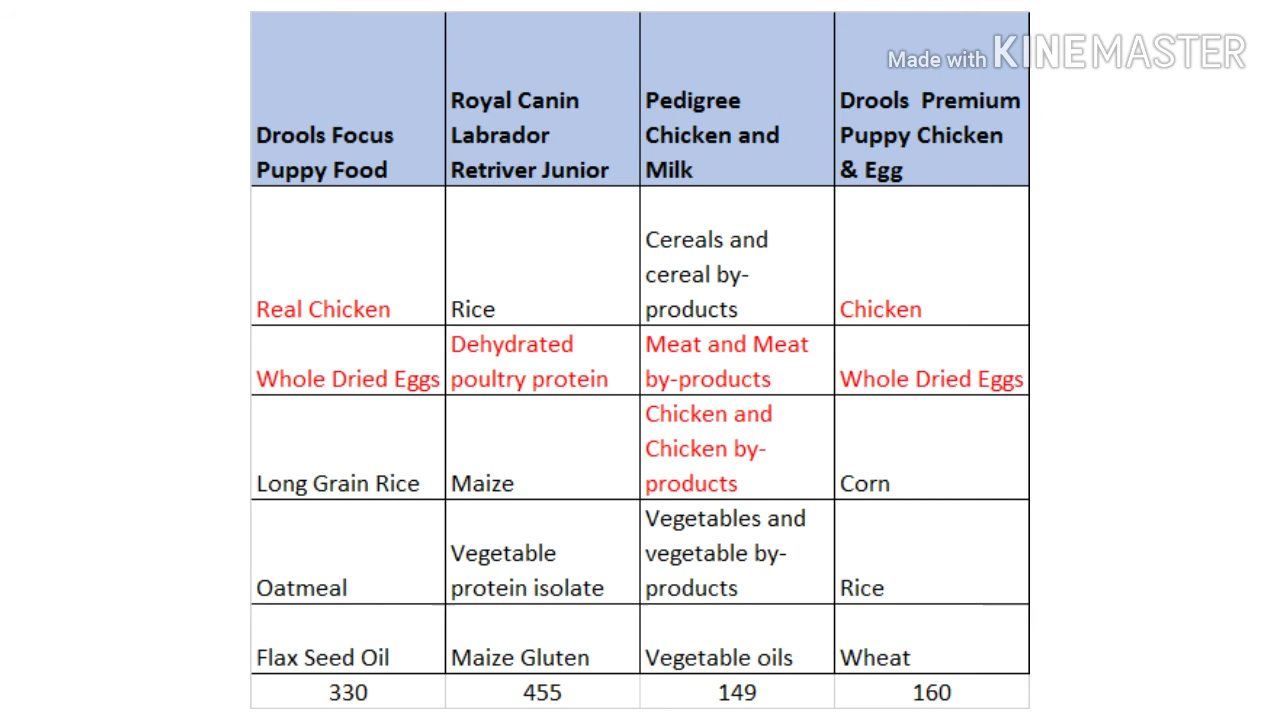 Made with KINEMASTER
Drools Focus
Puppy Food
Royal Canin
Labrador
Retriver Junior
Pedigree
Chicken and
Milk
Drools Premium
Puppy Chicken
& Egg
Real Chicken
Rice
Cereals and
cereal by-
products
Chicken
Whole Dried Eggs
Dehydrated
poultry protein
Meat and Meat
by-products
Whole Dried Eggs
Long Grain Rice
Maize
Chicken and
Chicken by-
products
Corn
Oatmeal
Vegetable
protein isolate
Vegetables and
vegetable by-
products
Rice
Flax Seed Oil
Maize Gluten
Vegetable oils
Wheat
330
455
149
160